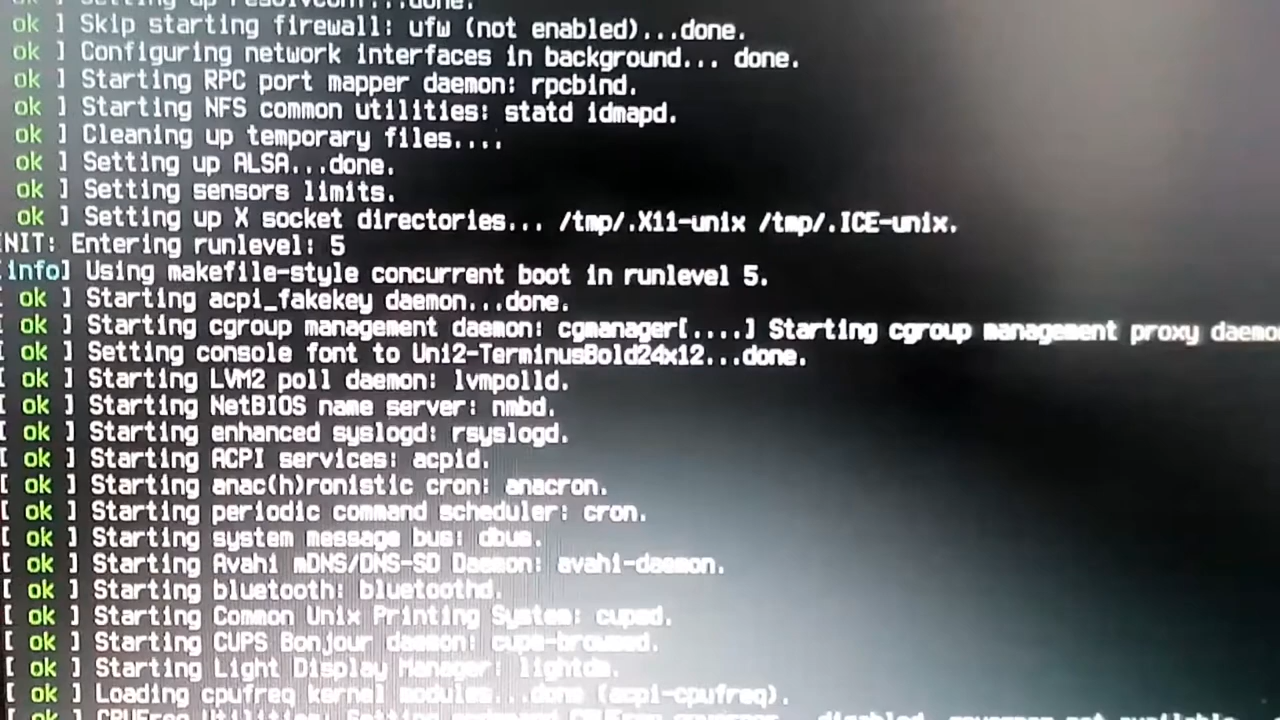 ok ] Setting up resolvconf...done.
ok ] Skip starting firewall: ufw (not enabled)...done.
ok ] Configuring network interfaces in background... done.
ok ] Starting RPC port mapper daemon: rpcbind.
ok ] Starting NFS common utilities: statd idmapd.
ok ] Cleaning up temporary files....
ok ] Setting up ALSA...done.
ok ] Setting sensors limits.
ok ] Setting up X socket directories... /tmp/.X11-unix /tmp/.ICE-unix.
NIT: Entering runlevel: 5
[info] Using makefile-style concurrent boot in runlevel 5.
[ ok ] Starting acpi_fakekey daemon...done.
[ ok ] Starting cgroup management daemon: cgmanager[....] Starting cgroup management proxy daemo
[ ok ] Setting console font to Uni2-TerminusBold24x12...done.
[ ok ] Starting LVM2 poll daemon: lvmpolld.
[ ok ] Starting NetBIOS name server: nmbd.
[ ok ] Starting enhanced syslogd: rsyslogd.
[ ok ] Starting ACPI services: acpid.
[ ok ] Starting anac(h)ronistic cron: anacron.
[ ok ] Starting periodic command scheduler: cron.
[ ok ] Starting system message bus: dbus.
[ ok ] Starting Avahi mDNS/DNS-SD Daemon: avahi-daemon.
[ ok ] Starting bluetooth: bluetoothd.
[ ok ] Starting Common Unix Printing System: cupsd.
[ ok ] Starting CUPS Bonjour daemon: cups-browsed.
[ ok ] Starting Light Display Manager: lightdm.
[ ok ] Loading cpufreq kernel modules...done (acpi-cpufreq).
[ ok ] CPUFreq Utilities: Setting